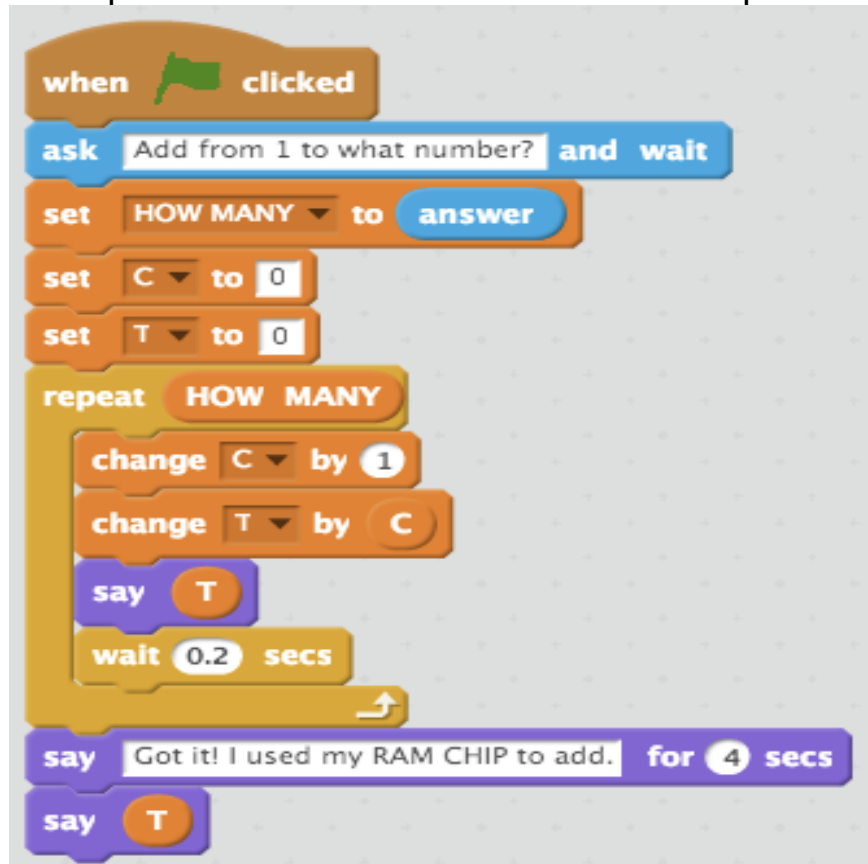 when clicked
ask Add from 1 to what number? and wait
set HOW MANY to answer
set C to 0
set T to 0
repeat HOW MANY
change C by 1
change T by C
say T
wait 0.2 secs
say Got it! I used my RAM CHIP to add. for 4 secs
say T